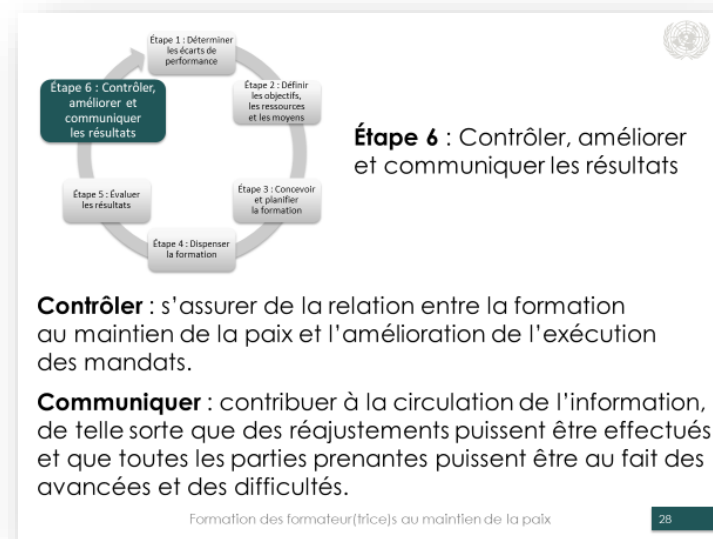 Étape 1 : Déterminer
les écarts de
performance
Étape 6 : Contrôler,
améliorer et
communiquer
les résultats
Étape 2 : Définir
les objectifs,
les ressources
et les moyens
Étape 6 : Contrôler, améliorer
et communiquer les résultats
Étape 5 : Évaluer
les résultats
Étape 3 : Concevoir
et planifier
la formation
Étape 4 : Dispenser
la formation
Contrôler : s’assurer de la relation entre la formation
au maintien de la paix et l’amélioration de l’exécution
des mandats.
Communiquer : contribuer à la circulation de l’information,
de telle sorte que des réajustements puissent être effectués
et que toutes les parties prenantes puissent être au fait des
avancées et des difficultés.
Formation des formateur(trice)s au maintien de la paix
28